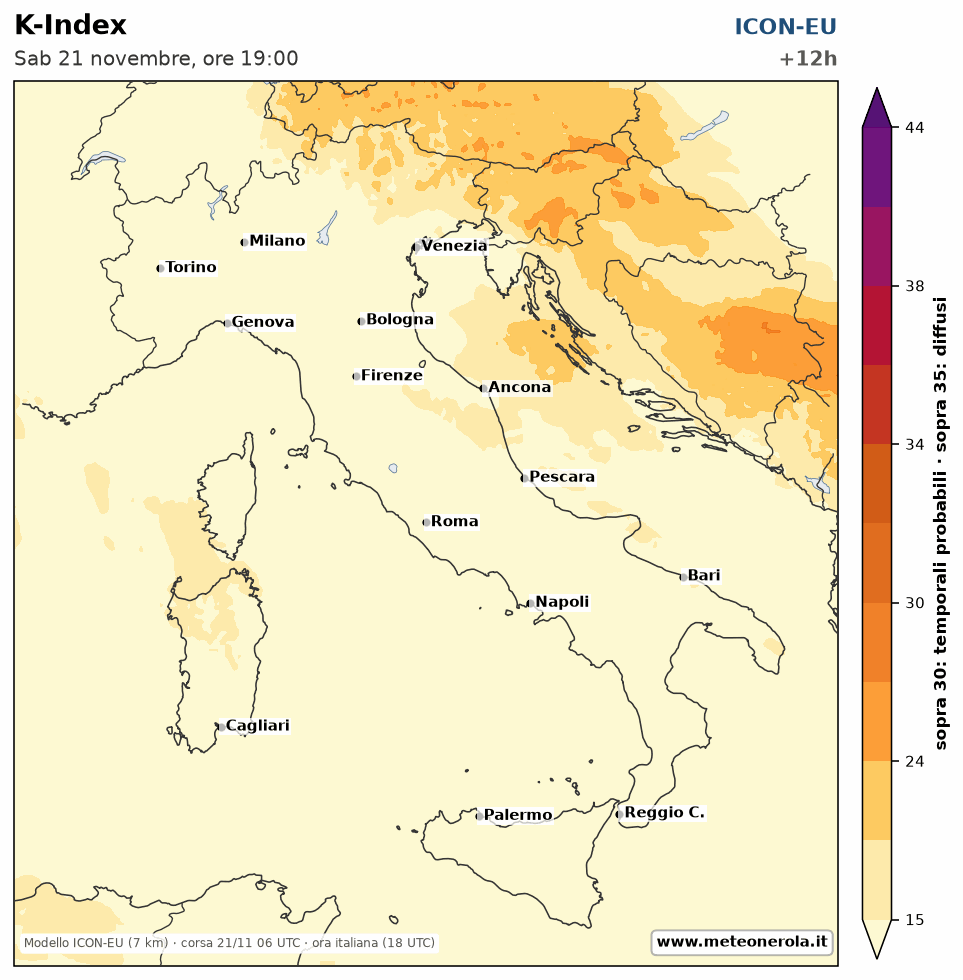 K-Index
ICON-EU
Sab 21 novembre, ore 19:00
+12h
Milano
Venezia
Torino
Genova
Bologna
Firenze
Ancona
Pescara
Roma
Bari
Napoli
Cagliari
Palermo
Reggio C.
44
38
34
30
24
15
sopra 30: temporali probabili · sopra 35: diffusi
Modello ICON-EU (7 km) · corsa 21/11 06 UTC · ora italiana (18 UTC)
www.meteonerola.it